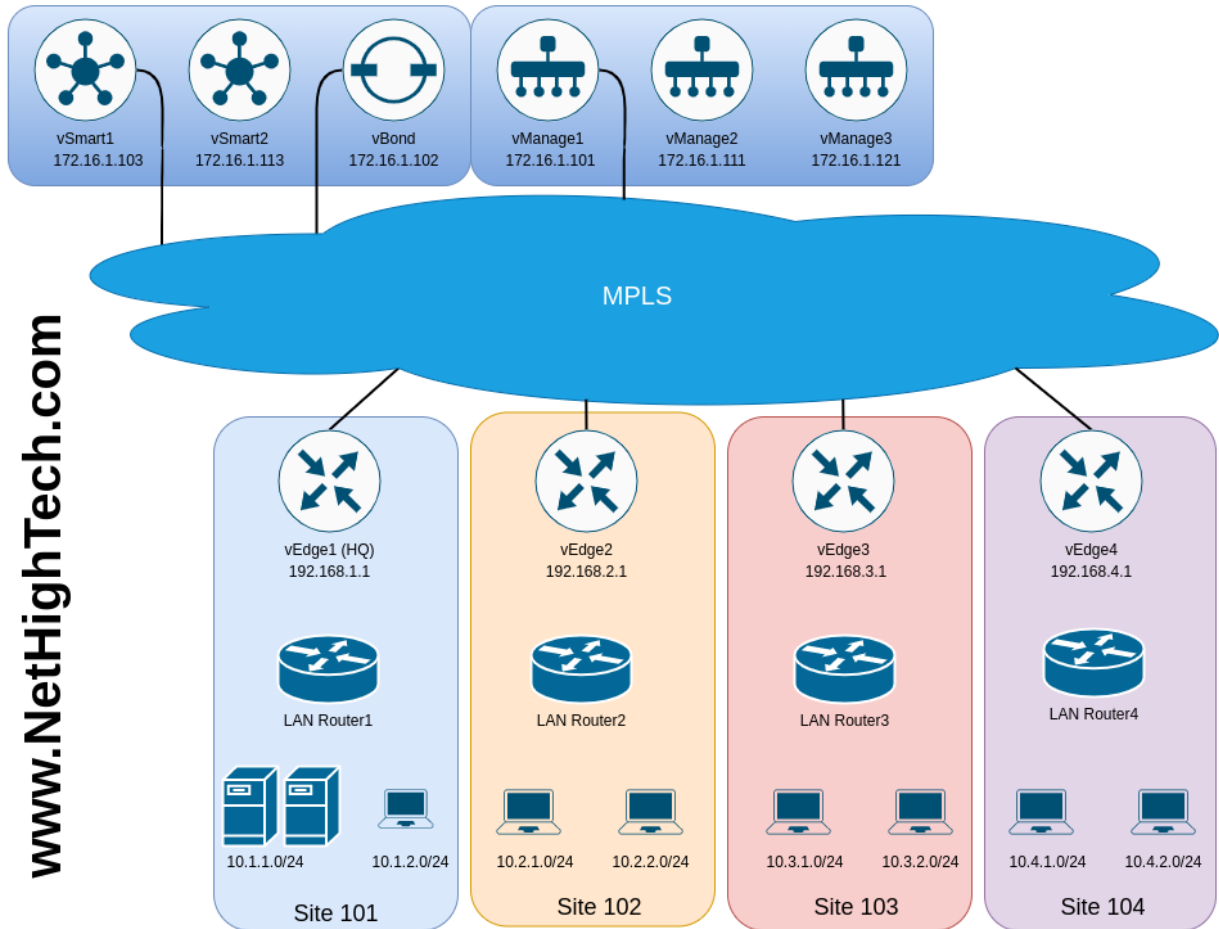 vSmart1
172.16.1.103
vSmart2
172.16.1.113
vBond
172.16.1.102
vManage1
172.16.1.101
vManage2
172.16.1.111
vManage3
172.16.1.121
MPLS
www.NetHighTech.com
vEdge1 (HQ)
192.168.1.1
LAN Router1
10.1.1.0/24
10.1.2.0/24
Site 101
vEdge2
192.168.2.1
LAN Router2
10.2.1.0/24
10.2.2.0/24
Site 102
vEdge3
192.168.3.1
LAN Router3
10.3.1.0/24
10.3.2.0/24
Site 103
vEdge4
192.168.4.1
LAN Router4
10.4.1.0/24
10.4.2.0/24
Site 104